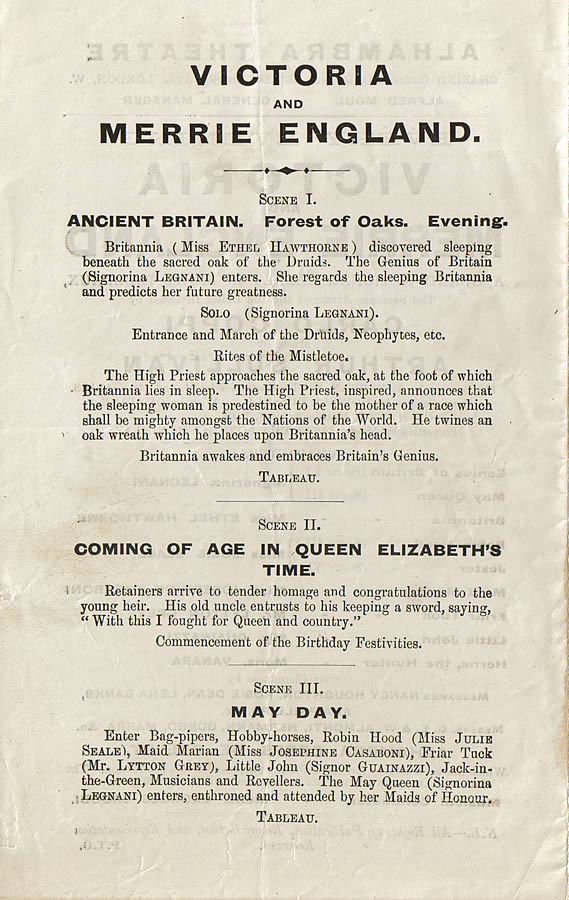 VICTORIA
AND
MERRIE ENGLAND.
SCENE I.
ANCIENT BRITAIN. Forest of Oaks. Evening.
Britannia (Miss ETHEL HAWTHORNE) discovered sleeping
beneath the sacred oak of the Druids. The Genius of Britain
(Signorina LEGNANI) enters. She regards the sleeping Britannia
and predicts her future greatness.
SOLO (Signorina LEGNANI).
Entrance and March of the Druids, Neophytes, etc.
Rites of the Mistletoe.
The High Priest approaches the sacred oak, at the foot of which
Britannia lies in sleep. The High Priest, inspired, announces that
the sleeping woman is predestined to be the mother of a race which
shall be mighty amongst the Nations of the World. He twines an
oak wreath which he places upon Britannia's head.
Britannia awakes and embraces Britain's Genius.
TABLEAU.
SCENE II.
COMING OF AGE IN QUEEN ELIZABETH'S
TIME.
Retainers arrive to tender homage and congratulations to the
young heir. His old uncle entrusts to his keeping a sword, saying,
"With this I fought for Queen and country."
Commencement of the Birthday Festivities.
SCENE III.
MAY DAY.
Enter Bag-pipers, Hobby-horses, Robin Hood (Miss JULIE
SEALE), Maid Marian (Miss JOSEPHINE CASABONI), Friar Tuck
(Mr. LYTTON GREY), Little John (Signor GUAINAZZI), Jack-in-
the-Green, Musicians and Revellers. The May Queen (Signorina
LEGNANI) enters, enthroned and attended by her Maids of Honour.
TABLEAU.